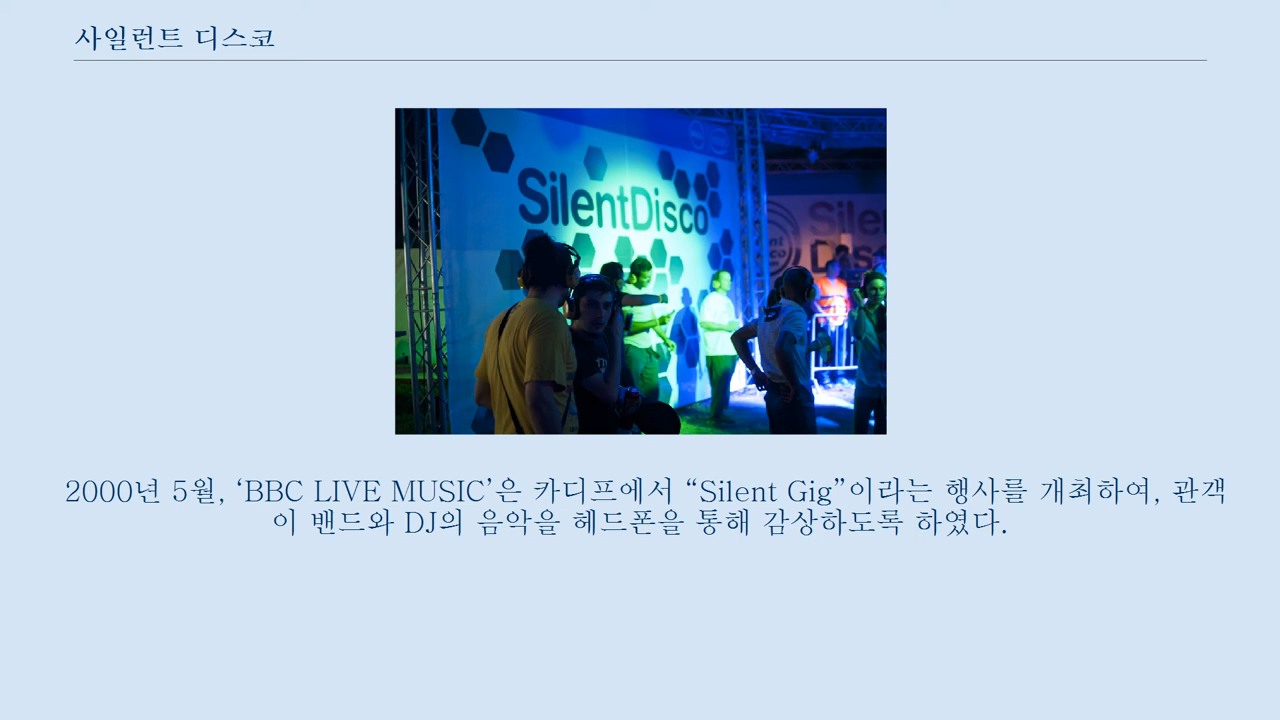 사일런트 디스코
SilentDisco
Silent
2000년 5월, ‘BBC LIVE MUSIC’은 카디프에서 “Silent Gig”이라는 행사를 개최하여, 관객
이 밴드와 DJ의 음악을 헤드폰을 통해 감상하도록 하였다.